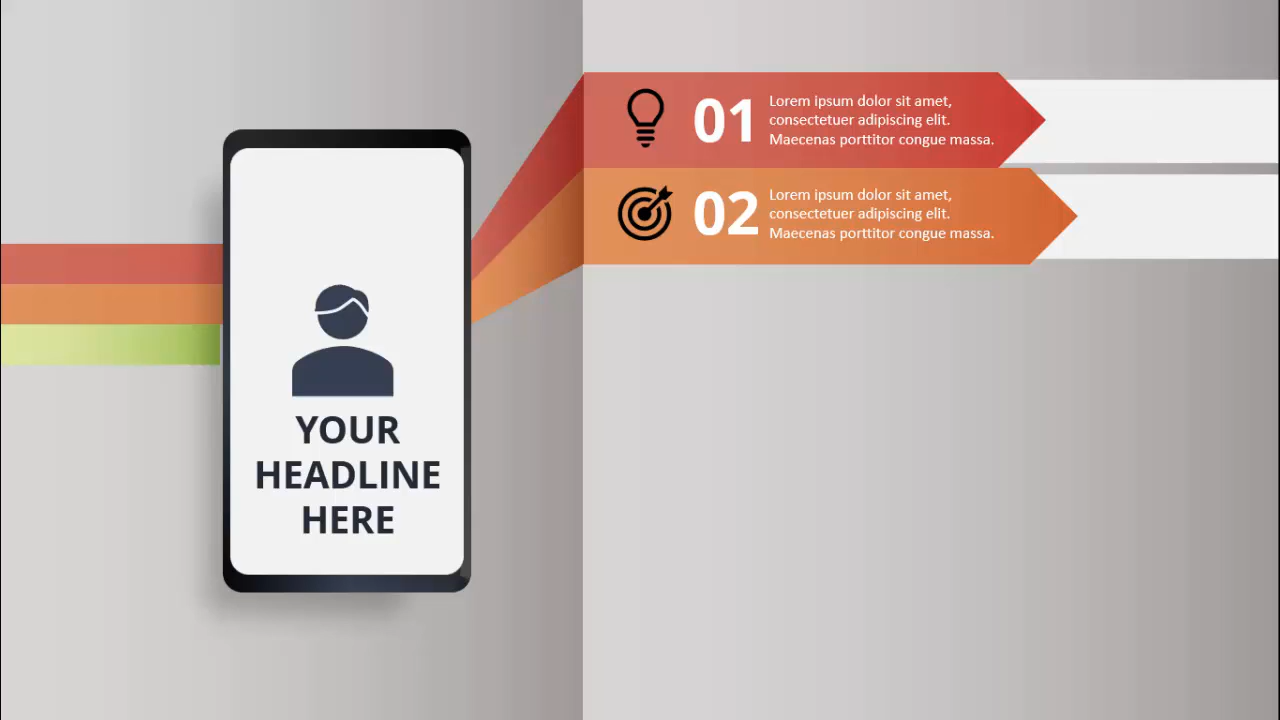 01
Lorem ipsum dolor sit amet,
consectetuer adipiscing elit.
Maecenas porttitor congue massa.
02
Lorem ipsum dolor sit amet,
consectetuer adipiscing elit.
Maecenas porttitor congue massa.
YOUR
HEADLINE
HERE